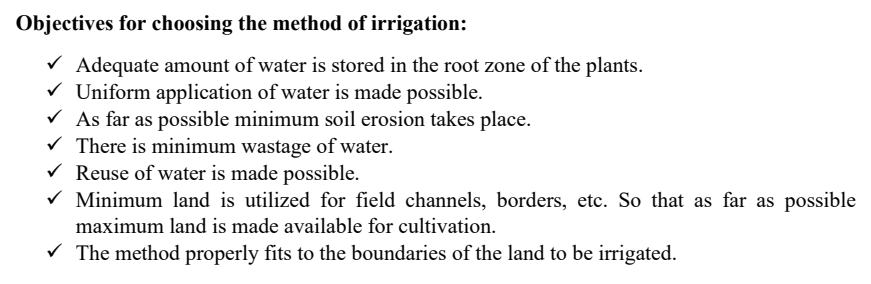 Objectives for choosing the method of irrigation:
✓ Adequate amount of water is stored in the root zone of the plants.
✓ Uniform application of water is made possible.
✓ As far as possible minimum soil erosion takes place.
✓ There is minimum wastage of water.
✓ Reuse of water is made possible.
✓ Minimum land is utilized for field channels, borders, etc. So that as far as possible
maximum land is made available for cultivation.
✓ The method properly fits to the boundaries of the land to be irrigated.